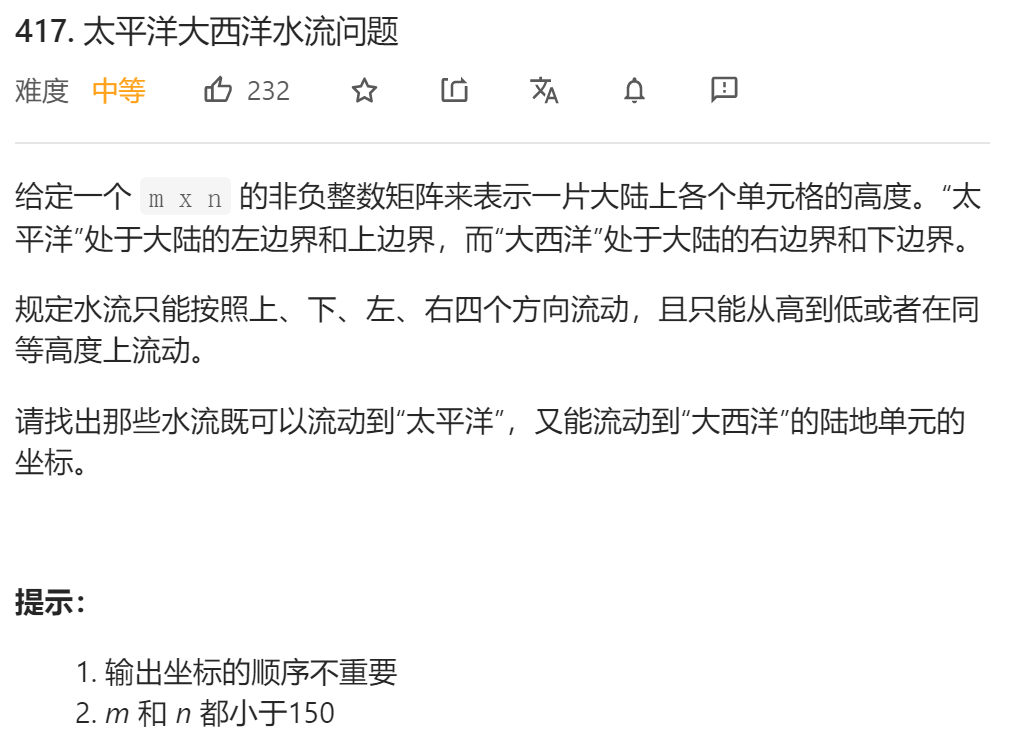 417. 太平洋大西洋水流问题
难度 中等 232
给定一个 m x n 的非负整数矩阵来表示一片大陆上各个单元格的高度。“太
平洋”处于大陆的左边界和上边界，而“大西洋”处于大陆的右边界和下边界。
规定水流只能按照上、下、左、右四个方向流动，且只能从高到低或者在同
等高度上流动。
请找出那些水流既可以流动到“太平洋”，又能流动到“大西洋”的陆地单元的
坐标。
提示：
1. 输出坐标的顺序不重要
2. m 和 n 都小于150